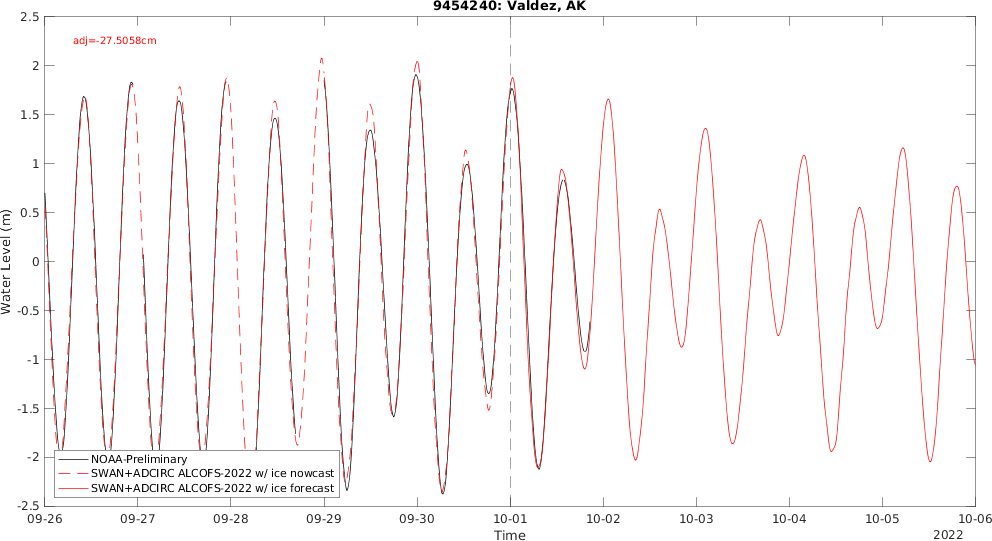 9454240: Valdez, AK
adj=-27.5058cm
2.5
2
1.5
1
0.5
0
-0.5
-1
-1.5
-2
-2.5
Water Level (m)
NOAA-Preliminary
SWAN+ADCIRC ALCOFS-2022 w/ ice nowcast
SWAN+ADCIRC ALCOFS-2022 w/ ice forecast
09-26 09-27 09-28 09-29 09-30 10-01 10-02 10-03 10-04 10-05 10-06
Time
2022